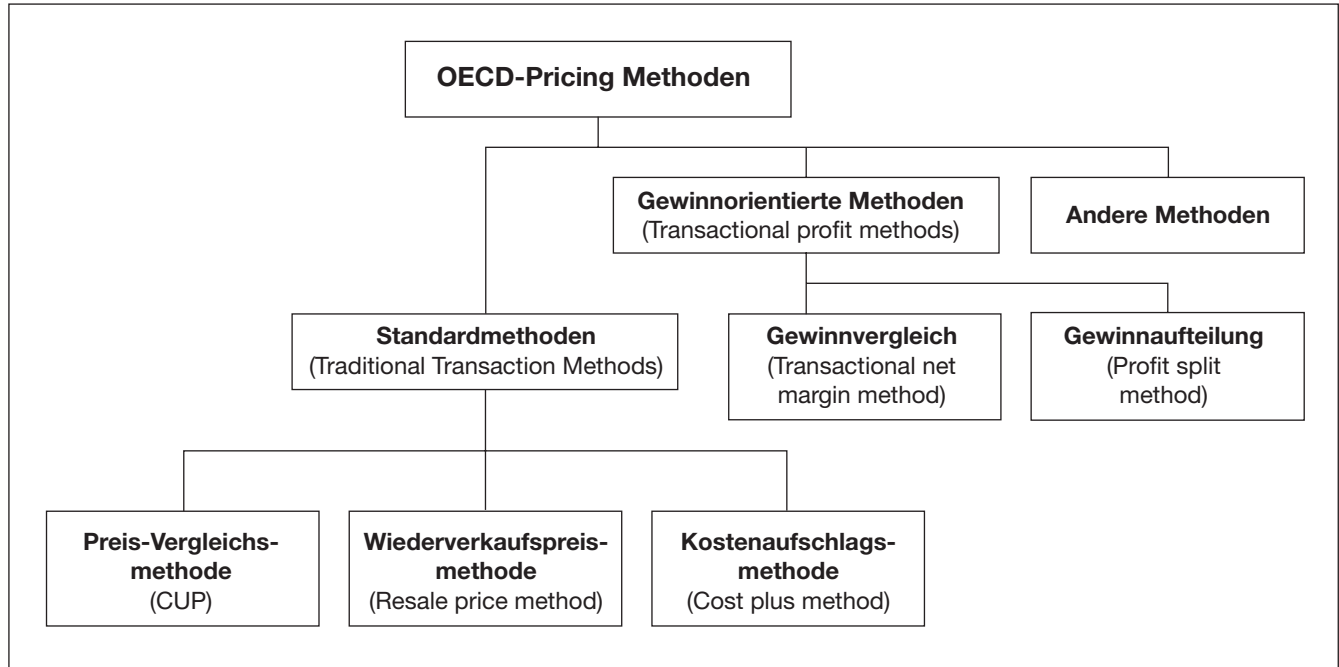 OECD-Pricing Methoden
Gewinnorientierte Methoden
(Transactional profit methods)
Andere Methoden
Standardmethoden
(Traditional Transaction Methods)
Gewinnvergleich
(Transactional net
margin method)
Gewinnaufteilung
(Profit split
method)
Preis-Vergleichs-
methode
(CUP)
Wiederverkaufspreis-
methode
(Resale price method)
Kostenaufschlags-
methode
(Cost plus method)